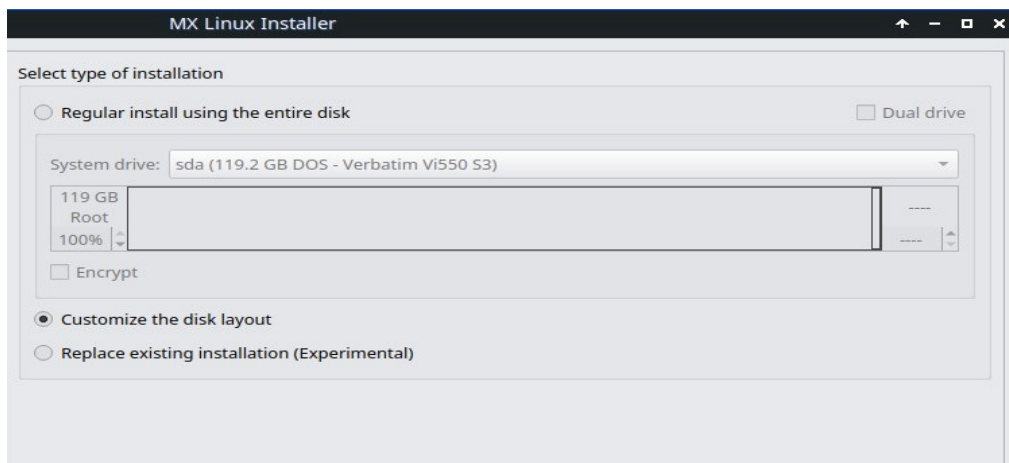 MX Linux Installer
Select type of installation
Regular install using the entire disk
Dual drive
System drive:
sda (119.2 GB DOS - Verbatim Vi550 S3)
119 GB
Root
100%
----
----
Encrypt
Customize the disk layout
Replace existing installation (Experimental)